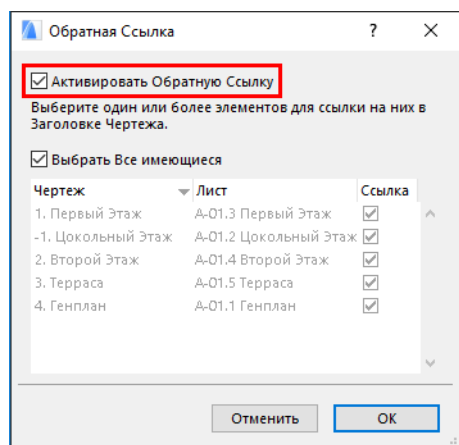 Обратная Ссылка
Активировать Обратную Ссылку
Выберите один или более элементов для ссылки на них в
Заголовке Чертежа.
Выбрать Все имеющиеся
Чертеж Лист Ссылка
1. Первый Этаж А-01.3 Первый Этаж
-1. Цокольный Этаж А-01.2 Цокольный Этаж
2. Второй Этаж А-01.4 Второй Этаж
3. Терраса А-01.5 Терраса
4. Генплан А-01.1 Генплан
Отменить ОК